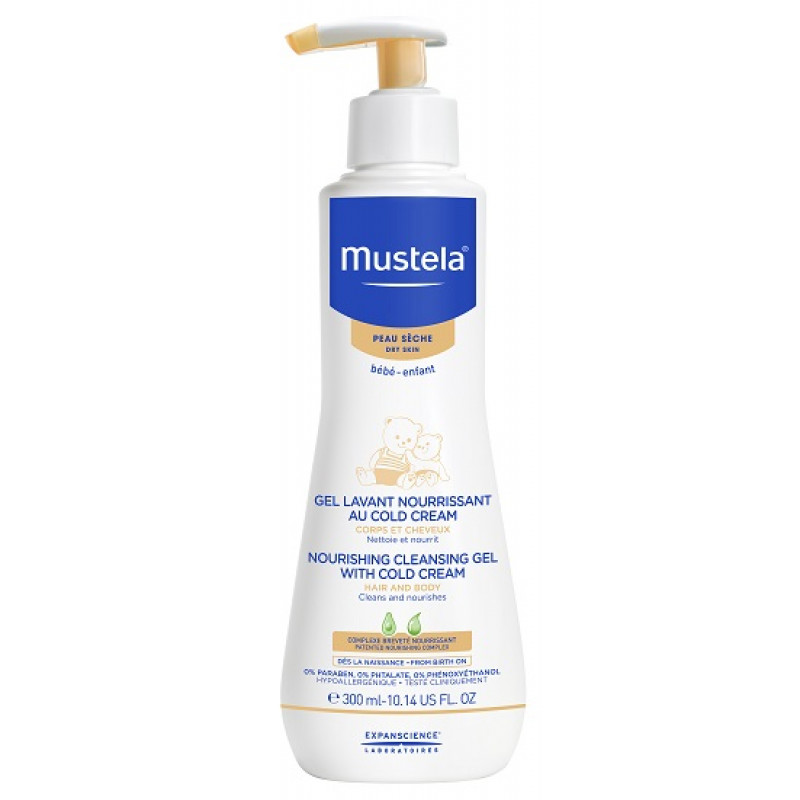 mustela®
PEAU SÈCHE
DRY SKIN
bébé-enfant
GEL LAVANT NOURRISSANT
AU COLD CREAM
CORPS ET CHEVEUX
Nettoie et nourrit
NOURISHING CLEANSING GEL
WITH COLD CREAM
HAIR AND BODY
Cleans and nourishes
COMPLEXE BREVETÉ NOURRISSANT
PATENTED NOURISHING COMPLEX
DÈS LA NAISSANCE - FROM BIRTH ON
0% PARABEN, 0% PHTALATE, 0% PHÉNOXYÉTHANOL
HYPOALLERGÉNIQUE - TESTÉ CLINIQUEMENT
℮ 300 ml-10.14 US FL. OZ
EXPANSCIENCE®
LABORATOIRES